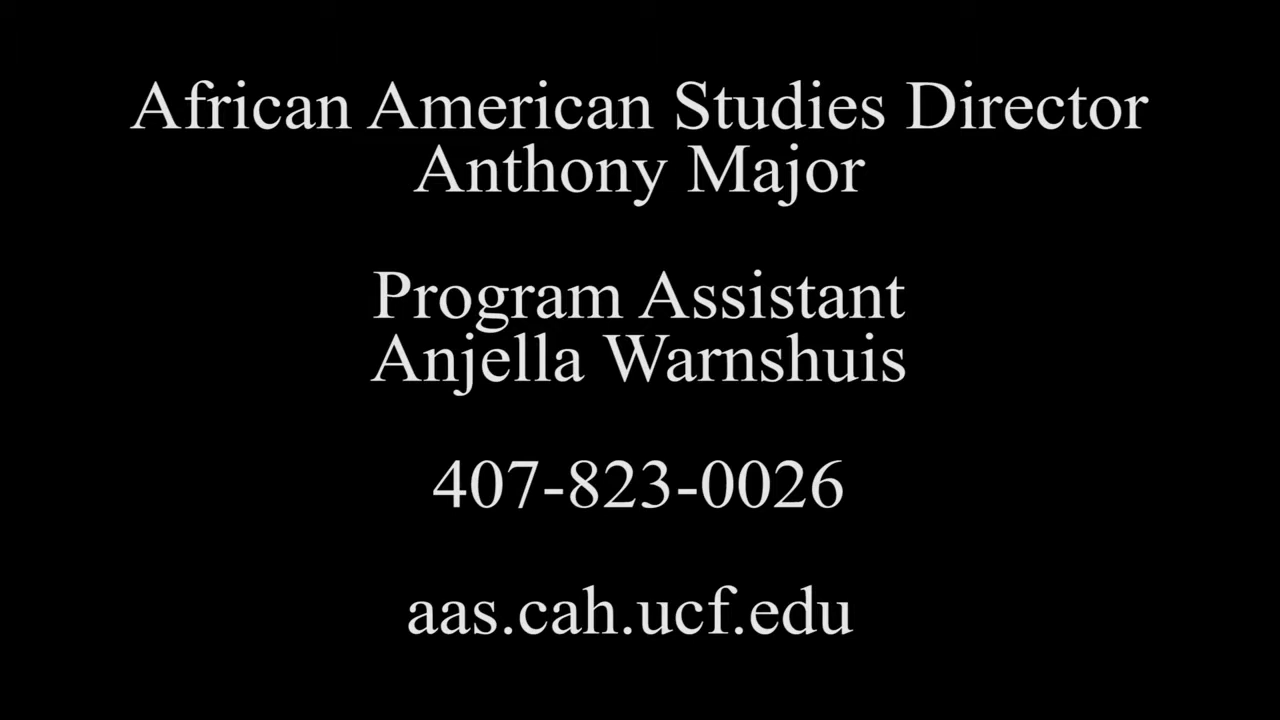 African American Studies Director
Anthony Major
Program Assistant
Anjella Warnshuis
407-823-0026
aas.cah.ucf.edu